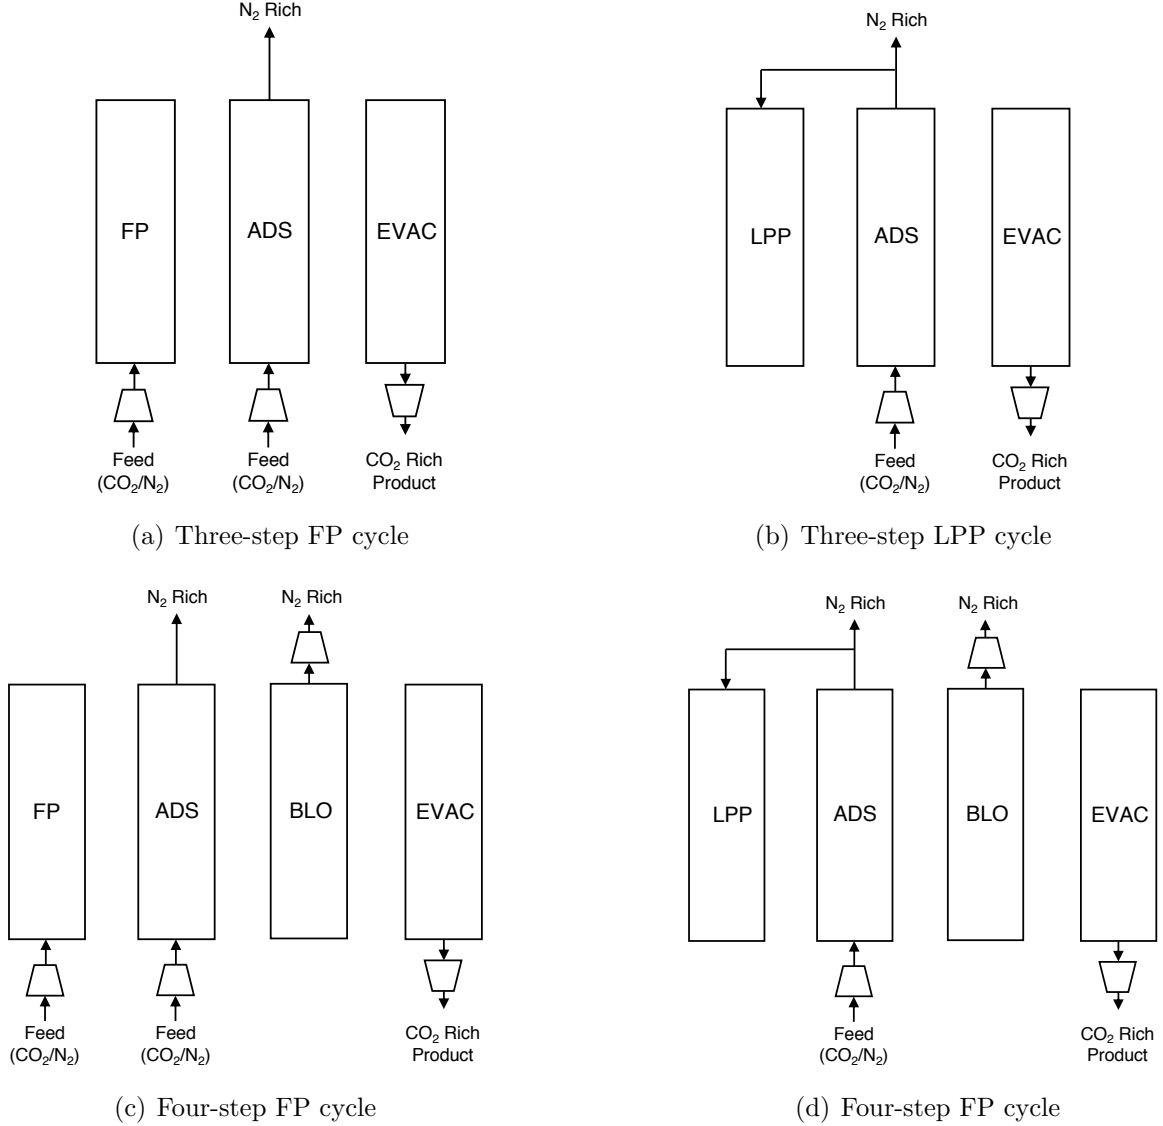 N₂ Rich
FP
ADS
EVAC
Feed
(CO₂/N₂)
Feed
(CO₂/N₂)
CO₂ Rich
Product
(a) Three-step FP cycle
N₂ Rich
LPP
ADS
EVAC
Feed
(CO₂/N₂)
CO₂ Rich
Product
(b) Three-step LPP cycle
N₂ Rich
N₂ Rich
FP
ADS
BLO
EVAC
Feed
(CO₂/N₂)
Feed
(CO₂/N₂)
CO₂ Rich
Product
(c) Four-step FP cycle
N₂ Rich
N₂ Rich
LPP
ADS
BLO
EVAC
Feed
(CO₂/N₂)
CO₂ Rich
Product
(d) Four-step FP cycle